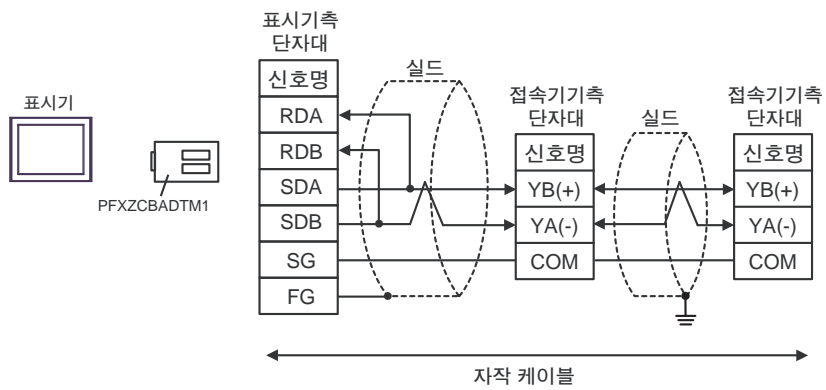 표시기
PFXZCBADTM1
표시기측
단자대
신호명
RDA
RDB
SDA
SDB
SG
FG
실드
접속기기측
단자대
신호명
YB(+)
YA(-)
COM
실드
접속기기측
단자대
신호명
YB(+)
YA(-)
COM
자작 케이블